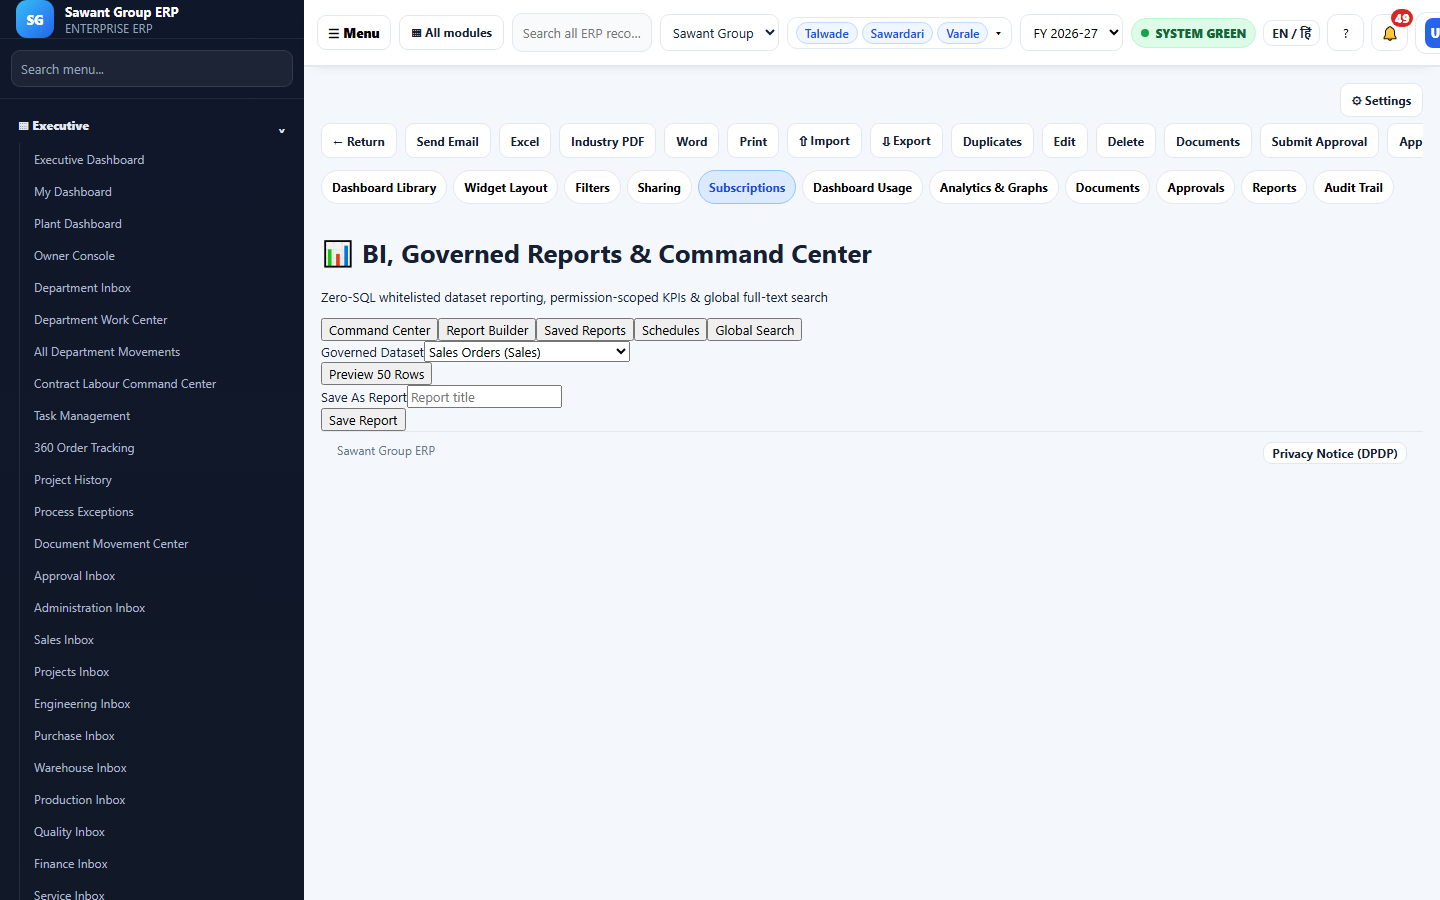 SG
Sawant Group ERP
ENTERPRISE ERP
☰ Menu
All modules
Search all ERP reco...
Sawant Group
Talwade
Sawardari
Varale
FY 2026-27
SYSTEM GREEN
EN / हिं
?
49
U
Search menu...
⚙ Settings
Executive
Executive Dashboard
My Dashboard
Plant Dashboard
Owner Console
Department Inbox
Department Work Center
All Department Movements
Contract Labour Command Center
Task Management
360 Order Tracking
Project History
Process Exceptions
Document Movement Center
Approval Inbox
Administration Inbox
Sales Inbox
Projects Inbox
Engineering Inbox
Purchase Inbox
Warehouse Inbox
Production Inbox
Quality Inbox
Finance Inbox
Service Inbox
← Return
Send Email
Excel
Industry PDF
Word
Print
⇧ Import
⇩ Export
Duplicates
Edit
Delete
Documents
Submit Approval
App
Dashboard Library
Widget Layout
Filters
Sharing
Subscriptions
Dashboard Usage
Analytics & Graphs
Documents
Approvals
Reports
Audit Trail
BI, Governed Reports & Command Center
Zero-SQL whitelisted dataset reporting, permission-scoped KPIs & global full-text search
Command Center
Report Builder
Saved Reports
Schedules
Global Search
Governed Dataset Sales Orders (Sales)
Preview 50 Rows
Save As Report Report title
Save Report
Sawant Group ERP
Privacy Notice (DPDP)